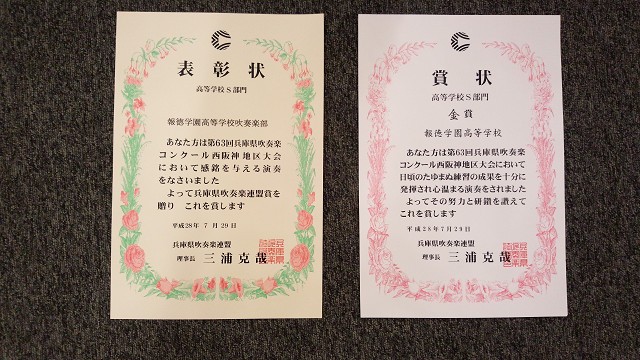 表彰状
高等学校S部門
報徳学園高等学校吹奏楽部
あなた方は第63回兵庫県吹奏楽
コンクール西阪神地区大会
において感銘を与える演奏
をなさいました
よって兵庫県吹奏楽連盟賞を
贈り これを賞します
平成28年7月29日
兵庫県吹奏楽連盟
理事長 三浦克哉
賞状
高等学校S部門
金賞
報徳学園高等学校
あなた方は第63回兵庫県吹奏楽
コンクール西阪神地区大会において
日頃のたゆまぬ練習の成果を十分に
発揮され心温まる演奏をされました
よってその努力と研鑽を讃えて
これを賞します
平成28年7月29日
兵庫県吹奏楽連盟
理事長 三浦克哉